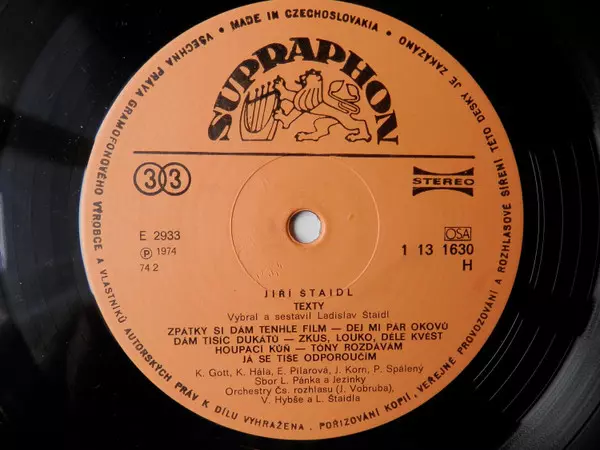 VŠECHNA PRÁVA GRAMOFONOVÉHO VÝROBCE A VLASTNÍKŮ AUTORSKÝCH PRÁV K DÍLU VYHRAŽENA. POŘIZOVÁNÍ KOPIÍ, VEŘEJNÉ PROVOZOVÁNÍ A ROZHLASOVÉ ŠÍŘENÍ TÉTO DESKY JE ZAKÁZÁNO • MADE IN CZECHOSLOVAKIA •
SUPRAPHON
33
STEREO
E 2933
Ⓟ 1974
74.2
OSA
1 13 1630
H
JIŘÍ ŠTAIDL
TEXTY
Vybral a sestavil Ladislav Štaidl
ZPÁTKY SI DÁM TENHLE FILM — DEJ MI PÁR OKOVŮ
DÁM TISÍC DUKÁTŮ — ZKUS, LOUKO, DÉLE KVÉST
HOUPACÍ KŮŇ — TÓNY ROZDÁVÁM
JÁ SE TIŠE ODPOROUČÍM
K. Gott, K. Hála, E. Pilarová, J. Korn, P. Spálený
Sbor L. Pánka a Jezinky
Orchestry Čs. rozhlasu (J. Vobruba),
V. Hybše a L. Štaidla